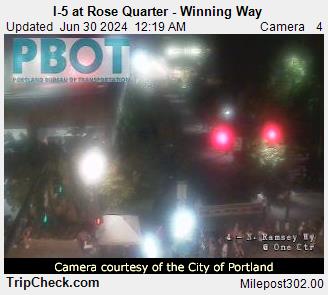 I-5 at Rose Quarter - Winning Way
Updated Jun 30 2024 12:19 AM Camera 4
PBOT
PORTLAND BUREAU OF TRANSPORTATION
4 - N. Ramsey Wy
@ One Ctr
Camera courtesy of the City of Portland
TripCheck.com Milepost302.00